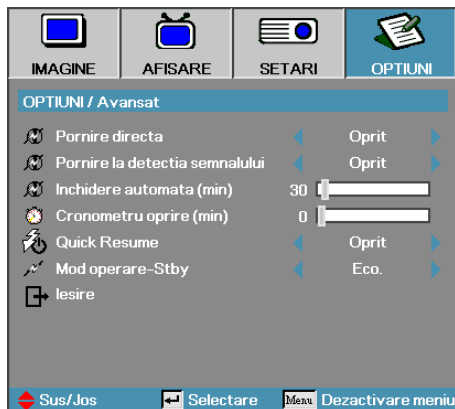 IMAGINE AFISARE SETARI OPTIUNI
OPTIUNI / Avansat
Pornire directa Oprit
Pornire la detectia semnalului Oprit
Inchidere automata (min) 30
Cronometru oprire (min) 0
Quick Resume Oprit
Mod operare-Stby Eco.
Iesire
Sus/Jos Selectare Menu Dezactivare meniu